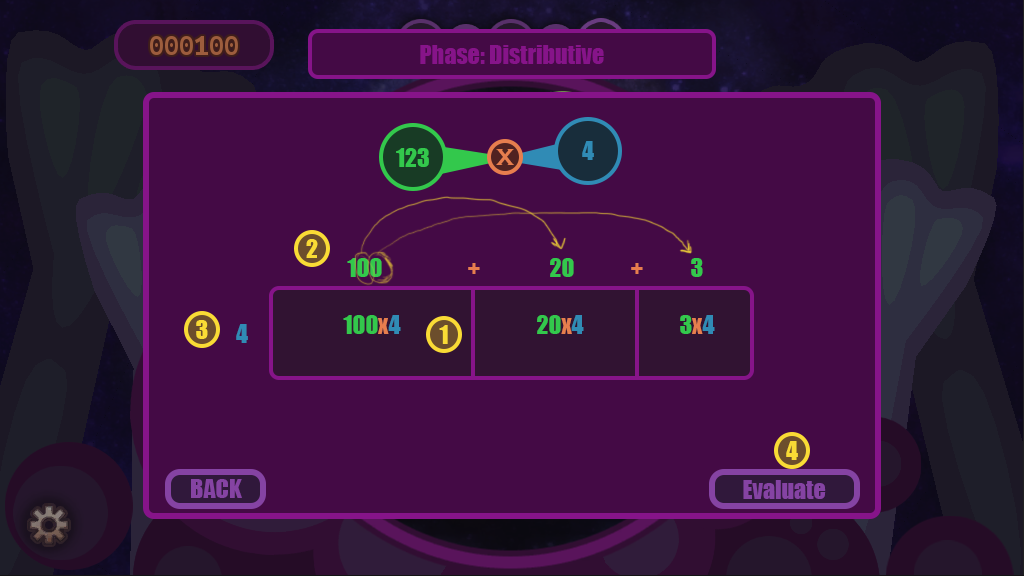 000100
Phase: Distributive
123 X 4
2
100 + 20 + 3
3 4 100x4 1 20x4 3x4
4
BACK Evaluate